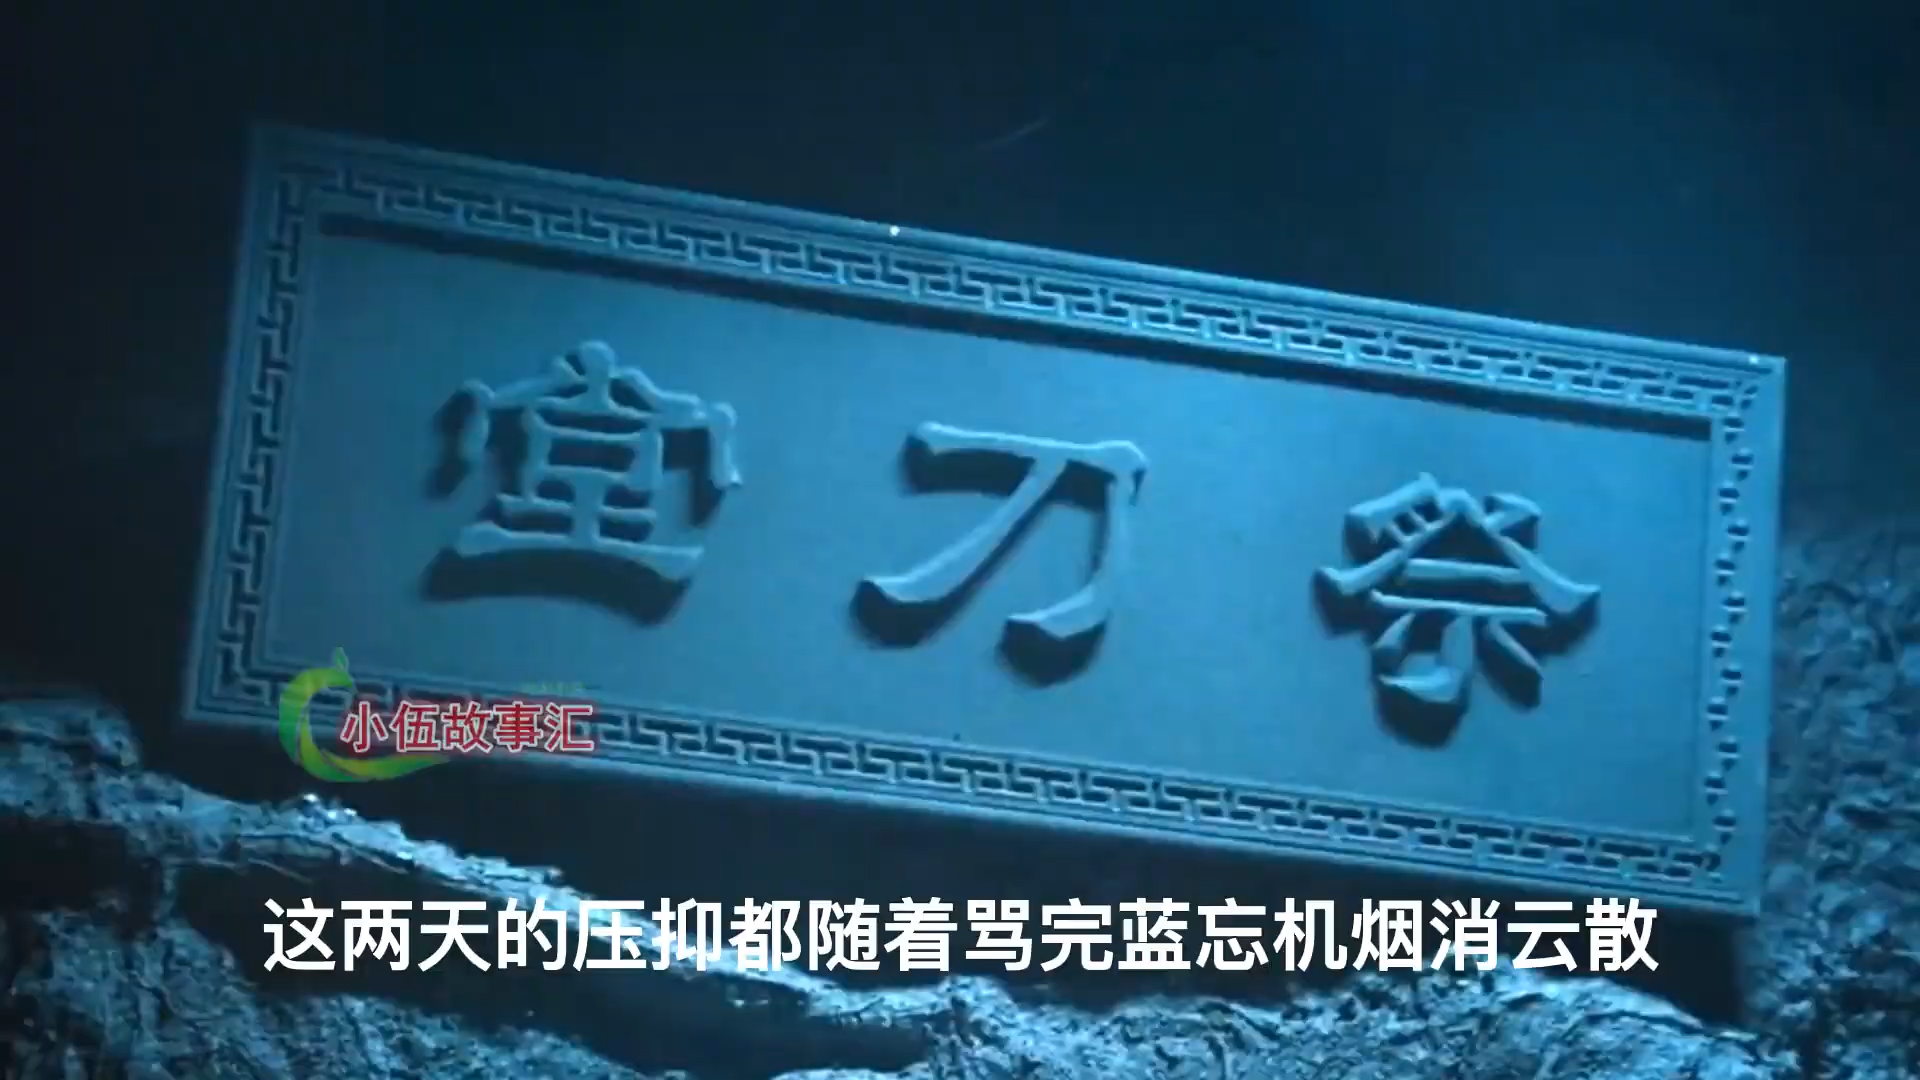 堂刀祭
小伍故事汇
这两天的压抑都随着骂完蓝忘机烟消云散